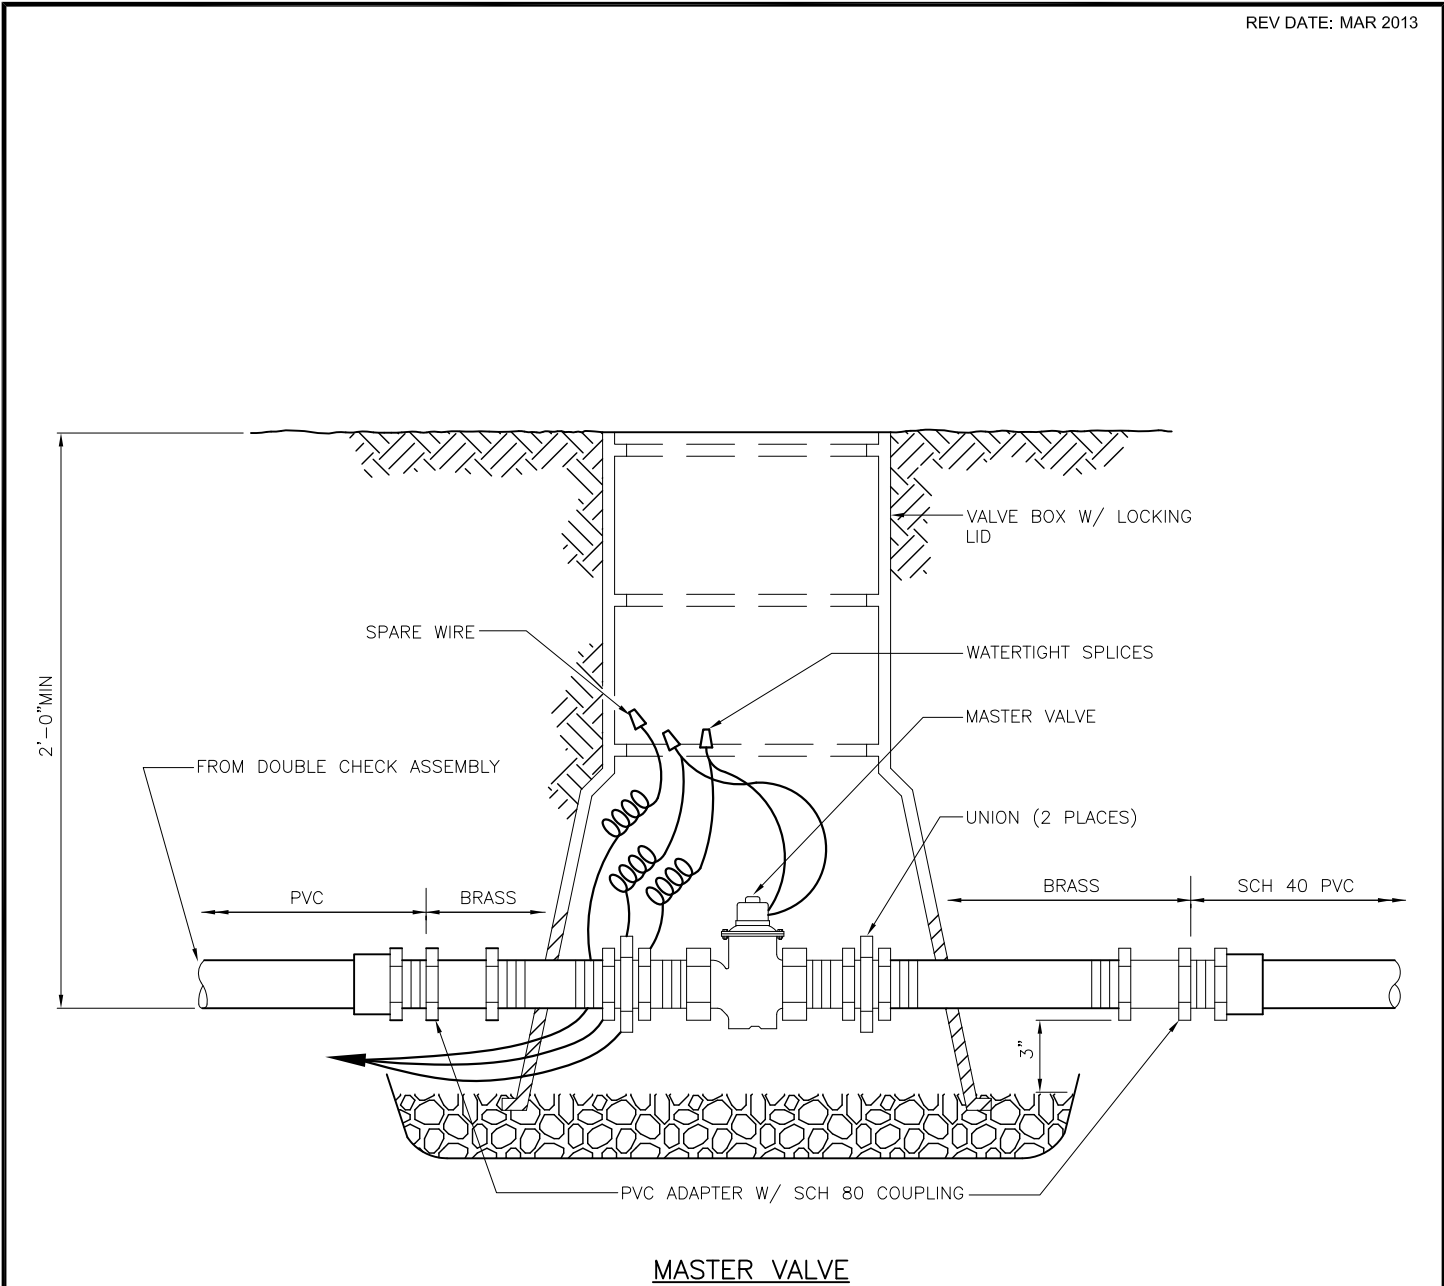 REV DATE: MAR 2013
VALVE BOX W/ LOCKING
LID
SPARE WIRE
WATERTIGHT SPLICES
2'-0"MIN
MASTER VALVE
FROM DOUBLE CHECK ASSEMBLY
UNION (2 PLACES)
PVC
BRASS
BRASS
SCH 40 PVC
3"
PVC ADAPTER W/ SCH 80 COUPLING
MASTER VALVE